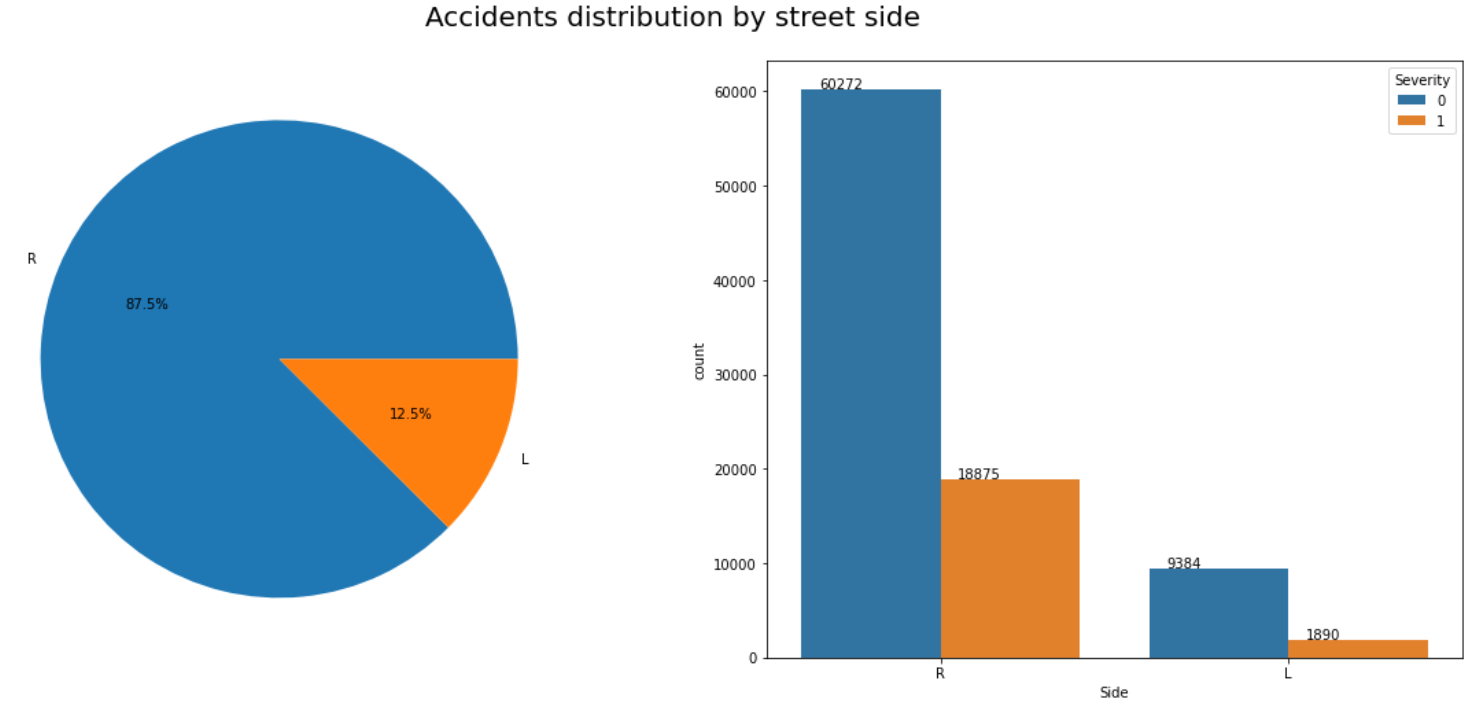 Accidents distribution by street side
R
87.5%
12.5%
L
60272
18875
9384
1890
Severity
0
1
60000
50000
40000
30000
20000
10000
0
count
R
L
Side